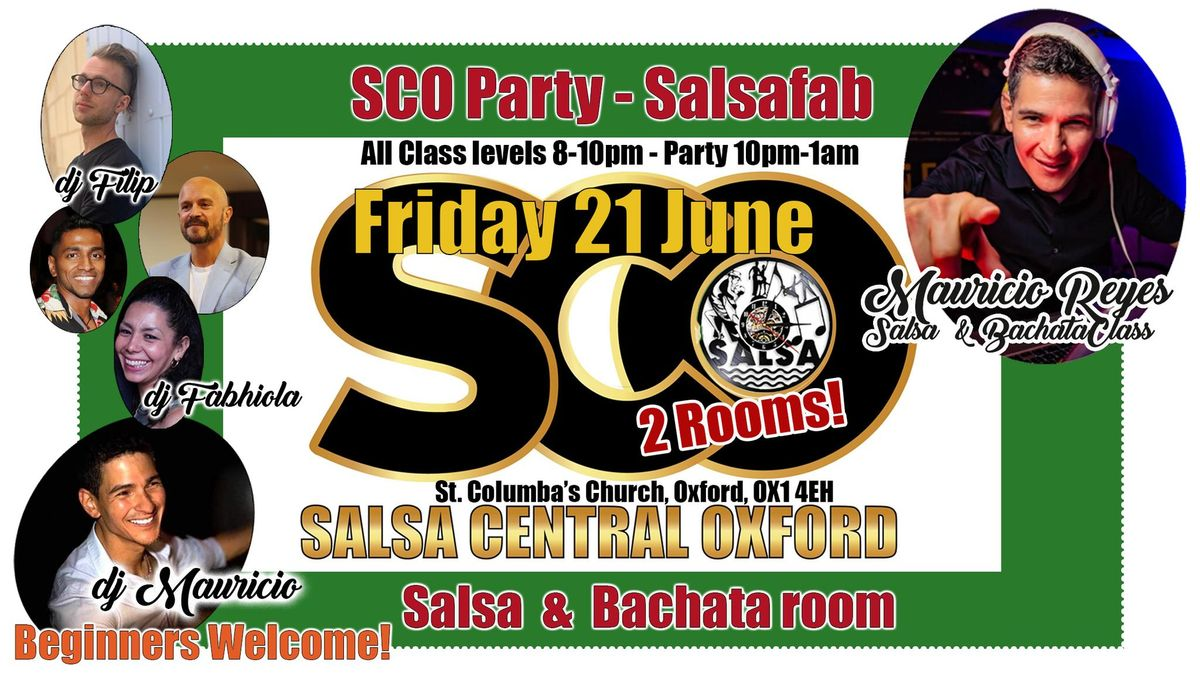 SCO Party - Salsafab
All Class levels 8-10pm - Party 10pm-1am
Friday 21 June
SCO
SALSA
2 Rooms!
St. Columba's Church, Oxford, OX1 4EH
SALSA CENTRAL OXFORD
Salsa & Bachata room
dj Filip
dj Fabhiola
dj Mauricio
Beginners Welcome!
Mauricio Reyes
Salsa & Bachata Class